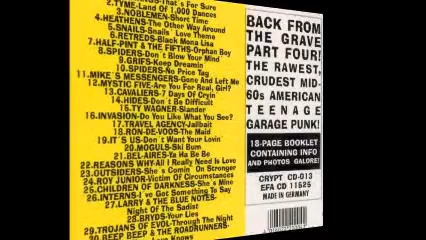 That's For Sure
2.TYME-Land Of 1,000 Dances
3.NOBLEMEN-Short Time
4.HEATHENS-The Other Way Around
5.SNAILS-Snails' Love Theme
6.RETREDS-Black Mona Lisa
7.HALF-PINT & THE FIFTHS-Orphan Boy
8.SPIDERS-Don't Blow Your Mind
9.GRIFS-Keep Dreamin
10.SPIDERS-No Price Tag
11.MIKE'S MESSENGERS-Gone And Left Me
12.MYSTIC FIVE-Are You For Real, Girl?
13.CAVALIERS-7 Days Of Cryin
14.HIDES-Don't Be Difficult
15.TY WAGNER-Slander
16.INVASION-Do You Like What You See?
17.TRAVEL AGENCY-Jailbait
18.RON-DE-VOOS-The Maid
19.IT'S US-Don't Want Your Lovin'
20.MOGULS-Ski Bum
21.BEL-AIRES-Ya Ha Be Be
22.REASONS WHY-All I Really Need Is Love
23.OUTSIDERS-She's Comin' On Stronger
24.ROY JUNIOR-Victim Of Circumstances
25.CHILDREN OF DARKNESS-She's Mine
26.INTERNS-I've Got Something To Say
27.LARRY & THE BLUE NOTES-
Night Of The Sadist
28.BRYDS-Your Lies
29.TROJANS OF EVOL-Through The Night
30.BEEP BEEP & THE ROADRUNNERS-
Love Knows
BACK FROM
THE GRAVE
PART FOUR!
THE RAWEST,
CRUDEST MID-
60s AMERICAN
TEENAGE
GARAGE PUNK!
18-PAGE BOOKLET
CONTAINING INFO
AND PHOTOS GALORE!
CRYPT CD-013
EFA CD 11525
MADE IN GERMANY